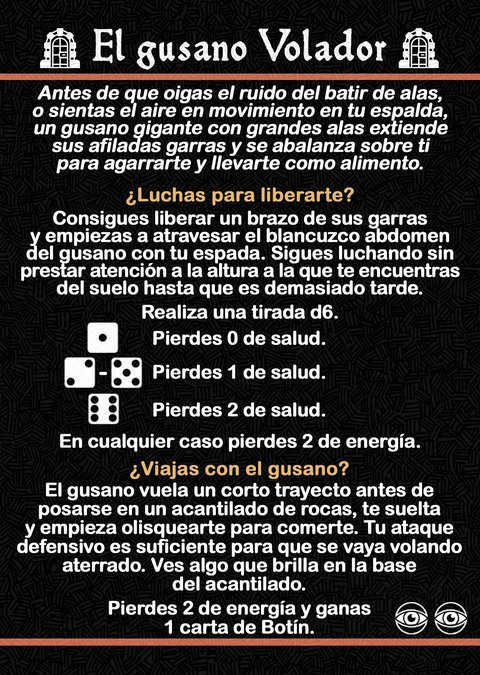 El gusano Volador
Antes de que oigas el ruido del batir de alas,
o sientas el aire en movimiento en tu espalda,
un gusano gigante con grandes alas extiende
sus afiladas garras y se abalanza sobre ti
para agarrarte y llevarte como alimento.
¿Luchas para liberarte?
Consigues liberar un brazo de sus garras
y empiezas a atravesar el blancuzco abdomen
del gusano con tu espada. Sigues luchando sin
prestar atención a la altura a la que te encuentras
del suelo hasta que es demasiado tarde.
Realiza una tirada d6.
Pierdes 0 de salud.
- Pierdes 1 de salud.
Pierdes 2 de salud.
En cualquier caso pierdes 2 de energía.
¿Viajas con el gusano?
El gusano vuela un corto trayecto antes de
posarse en un acantilado de rocas, te suelta
y empieza olisquearte para comerte. Tu ataque
defensivo es suficiente para que se vaya volando
aterrado. Ves algo que brilla en la base
del acantilado.
Pierdes 2 de energía y ganas
1 carta de Botín.